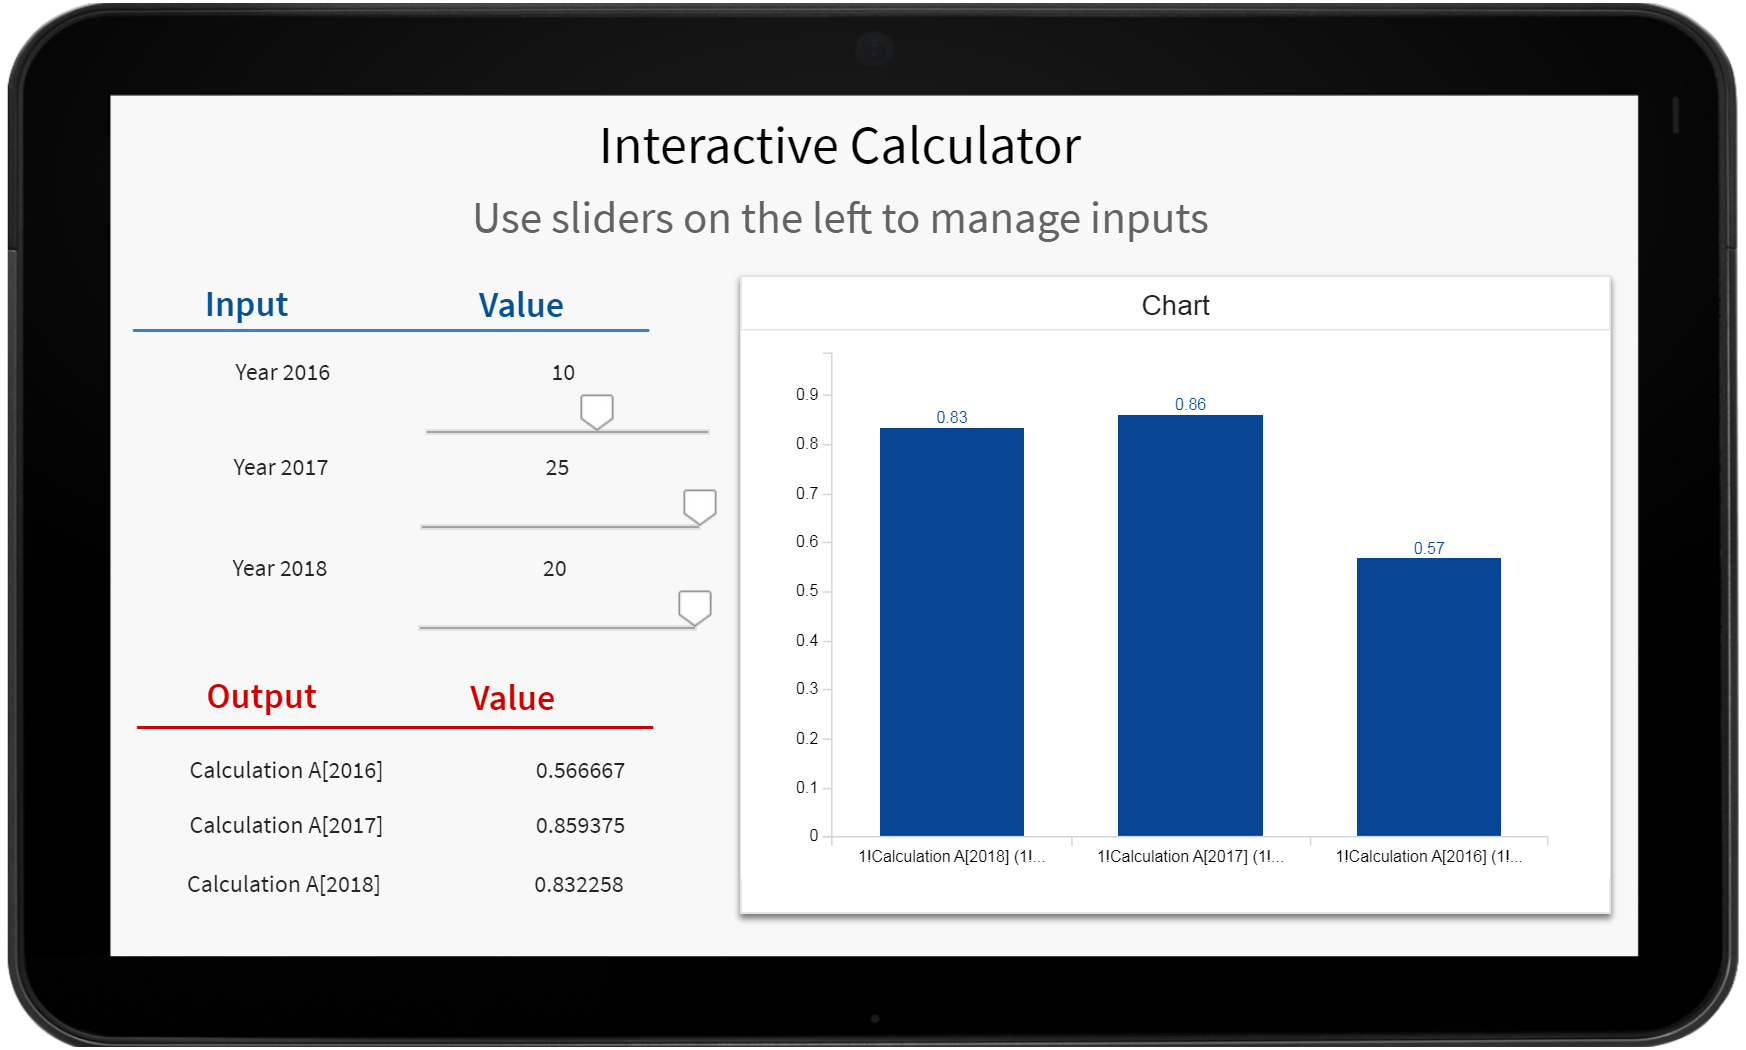 Interactive Calculator
Use sliders on the left to manage inputs
Input Value
Year 2016 10
Year 2017 25
Year 2018 20
Output Value
Calculation A[2016] 0.566667
Calculation A[2017] 0.859375
Calculation A[2018] 0.832258
Chart
0.9
0.8
0.7
0.6
0.5
0.4
0.3
0.2
0.1
0
0.83 0.86 0.57
1!Calculation A[2018] (1!... 1!Calculation A[2017] (1!... 1!Calculation A[2016] (1!...